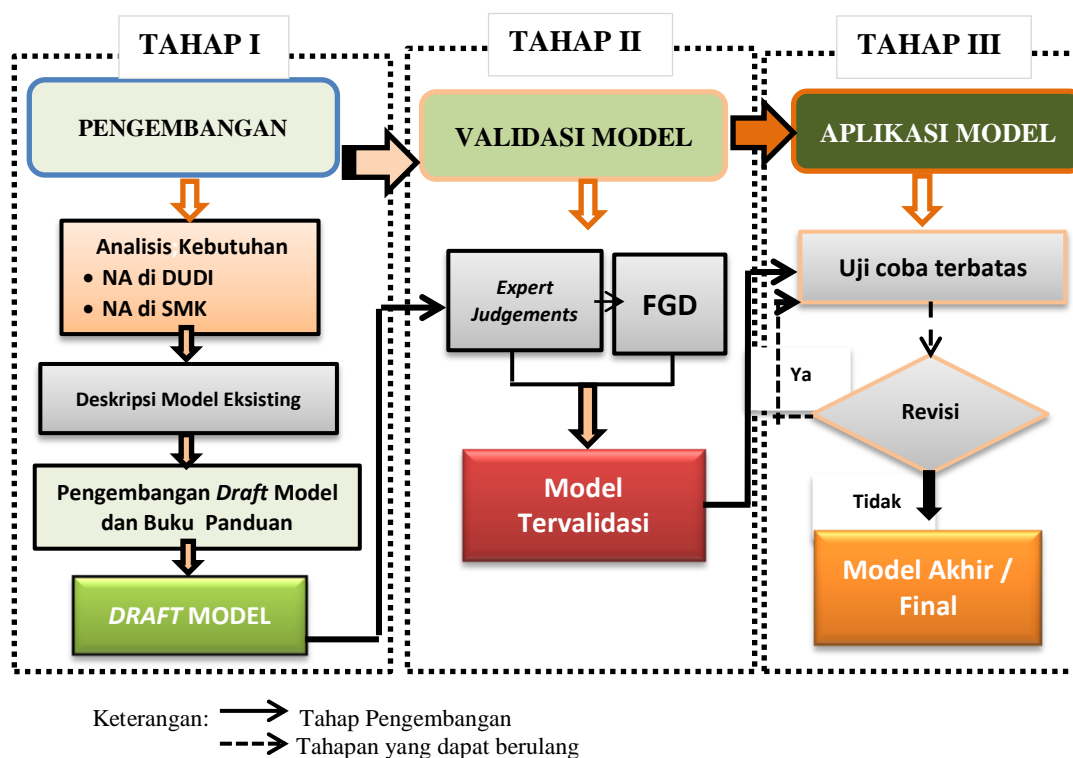 TAHAP I
PENGEMBANGAN
Analisis Kebutuhan
• NA di DUDI
• NA di SMK
Deskripsi Model Eksisting
Pengembangan Draft Model
dan Buku Panduan
DRAFT MODEL
TAHAP II
VALIDASI MODEL
Expert
Judgements
FGD
Model
Tervalidasi
TAHAP III
APLIKASI MODEL
Uji coba terbatas
Ya
Revisi
Tidak
Model Akhir /
Final
Keterangan:
Tahap Pengembangan
Tahapan yang dapat berulang